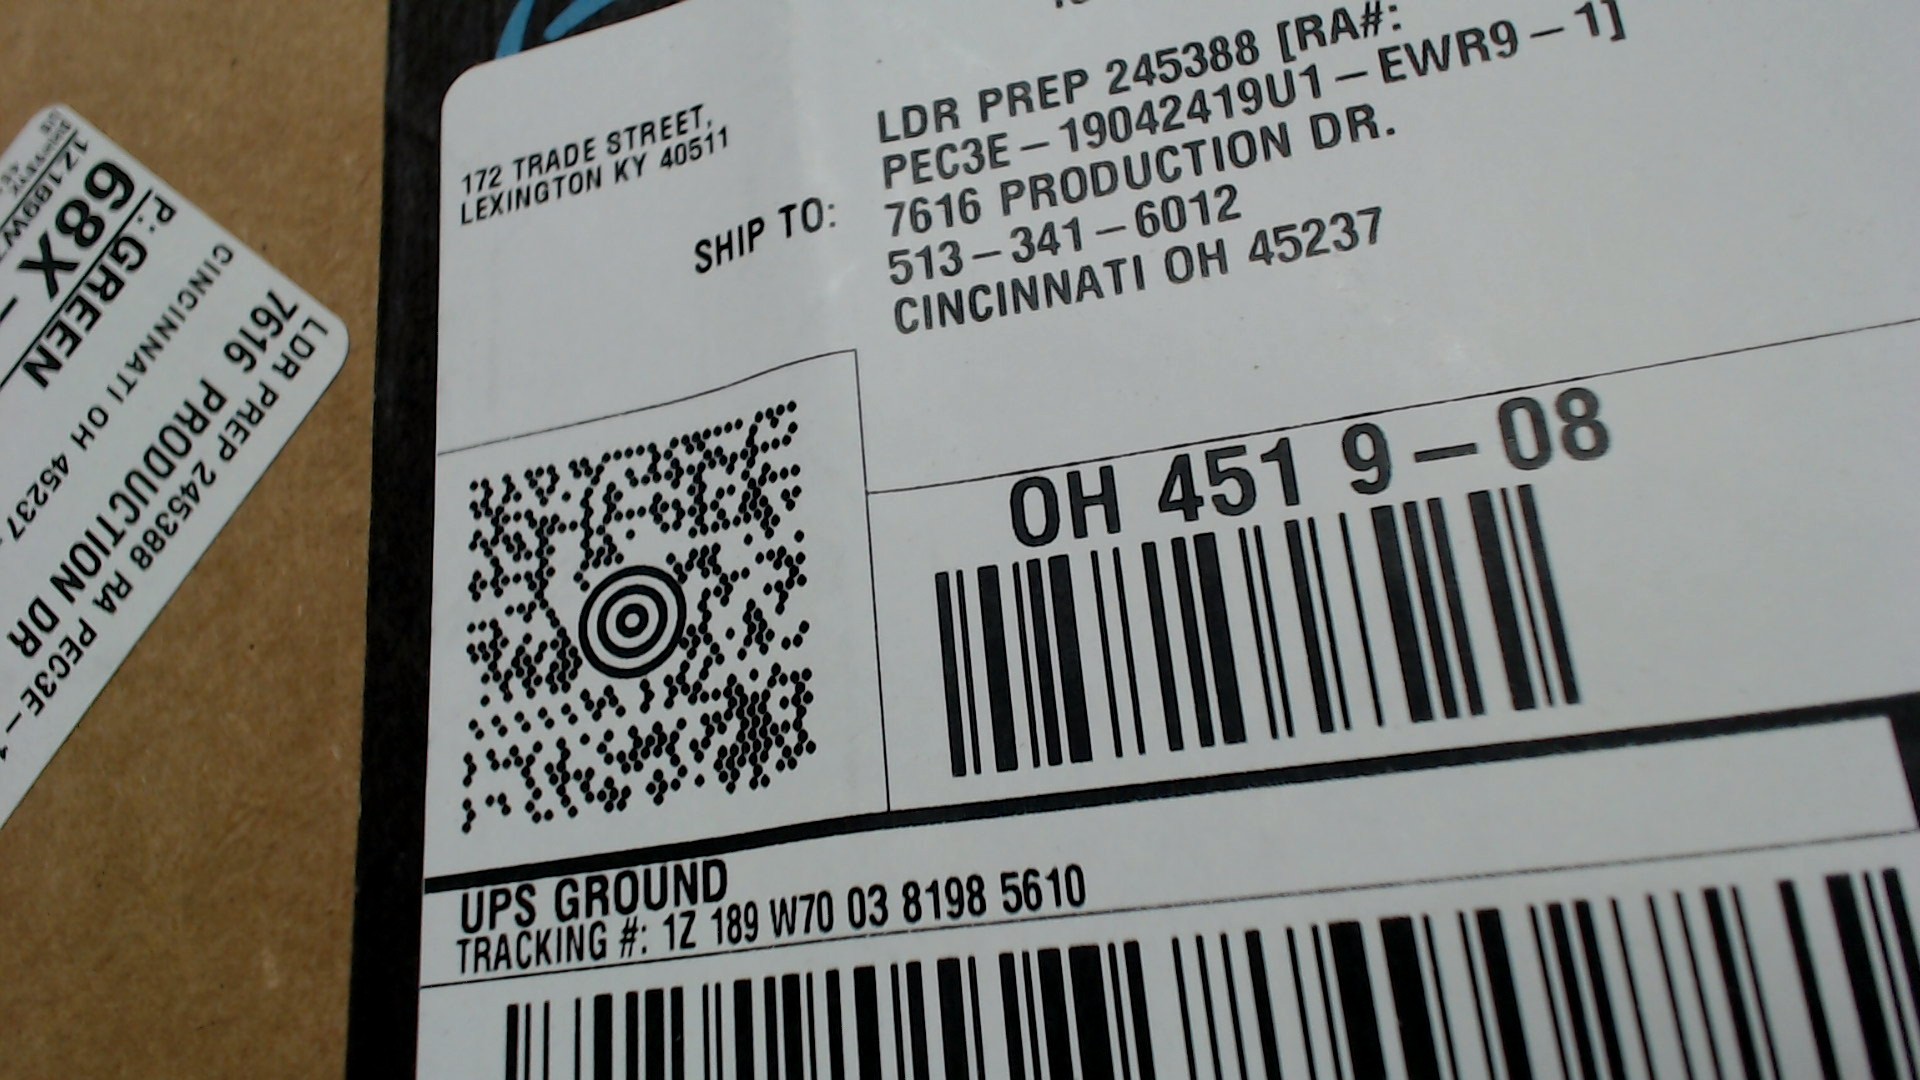 172 TRADE STREET,
LEXINGTON KY 40511
SHIP TO:
LDR PREP 245388 [RA#:
PEC3E – 19042419U1 – EWR9 – 1]
7616 PRODUCTION DR.
513 – 341 – 6012
CINCINNATI OH 45237
OH 451 9 – 08
UPS GROUND
TRACKING #: 1Z 189 W70 03 8198 5610
LDR PREP 245388 RA PEC3E –
7616 PRODUCTION DR
CINCINNATI OH 45237
P: GREEN
68X –
1Z189W